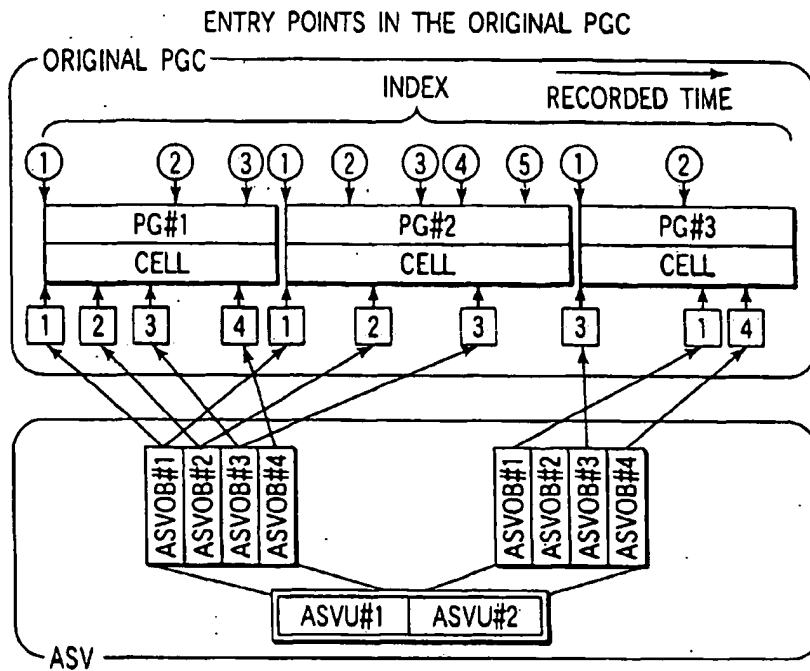 ENTRY POINTS IN THE ORIGINAL PGC
ORIGINAL PGC
INDEX
RECORDED TIME
1 2 3 1 2 3 4 5 1 2
PG#1 PG#2 PG#3
CELL CELL CELL
1 2 3 4 1 2 3 3 1 4
ASVOB#1 ASVOB#2 ASVOB#3 ASVOB#4 ASVOB#1 ASVOB#2 ASVOB#3 ASVOB#4
ASVU#1 ASVU#2
ASV